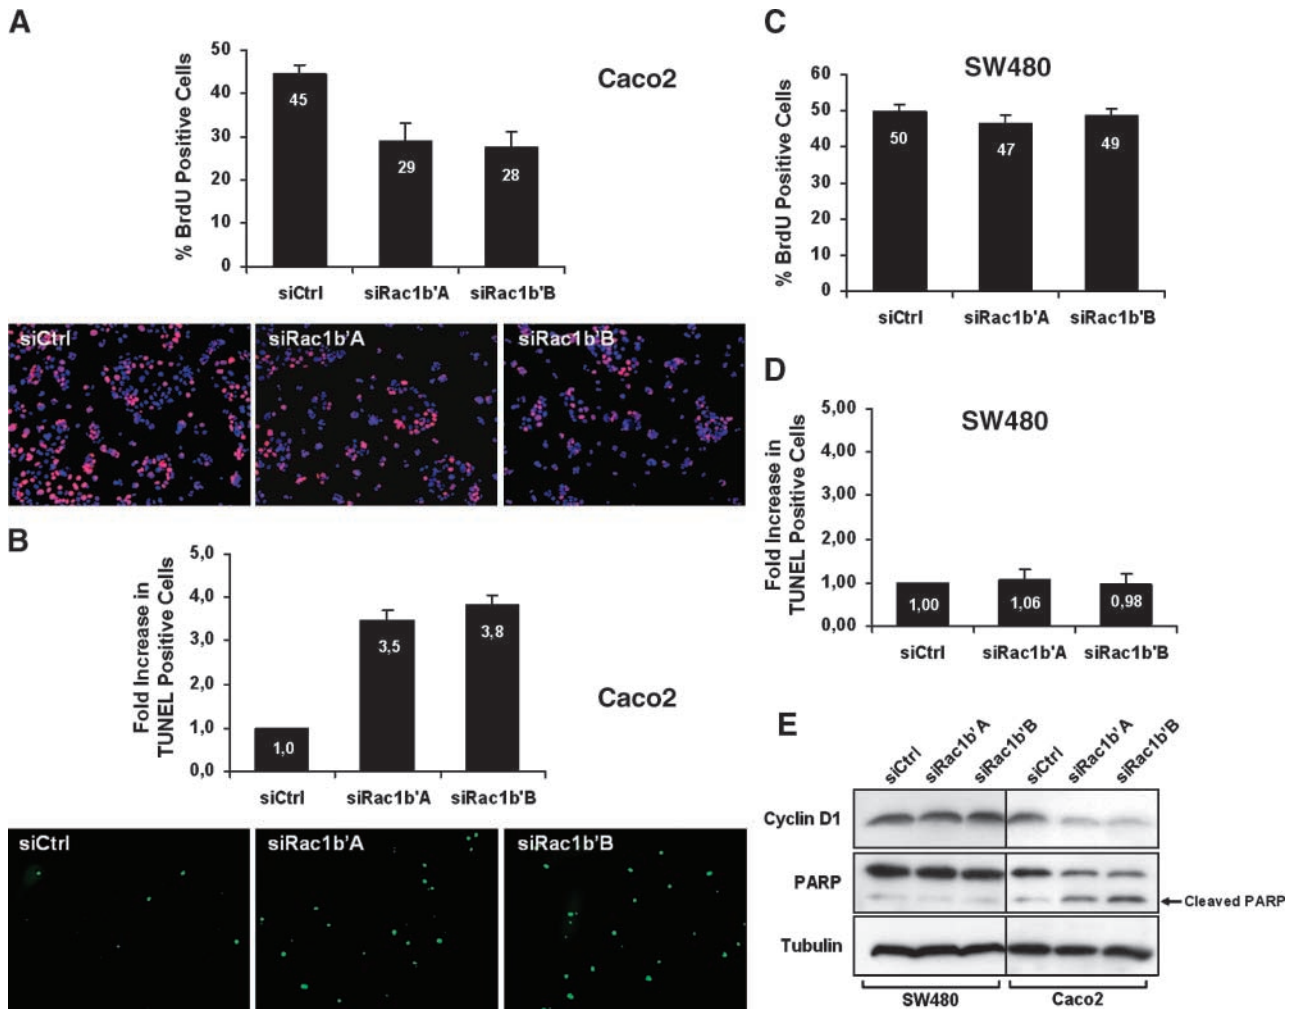 A
50
40
30
20
10
0
% BrdU Positive Cells
Caco2
45
29
28
siCtrl
siRac1b'A
siRac1b'B
siCtrl
siRac1b'A
siRac1b'B
B
5,0
4,0
3,0
2,0
1,0
0,0
Fold Increase in
TUNEL Positive Cells
Caco2
1,0
3,5
3,8
siCtrl
siRac1b'A
siRac1b'B
siCtrl
siRac1b'A
siRac1b'B
C
SW480
60
50
40
30
20
10
0
% BrdU Positive Cells
50
47
49
siCtrl
siRac1b'A
siRac1b'B
D
SW480
5,00
4,00
3,00
2,00
1,00
0,00
Fold Increase in
TUNEL Positive Cells
1,00
1,06
0,98
siCtrl
siRac1b'A
siRac1b'B
E
siCtrl
siRac1b'A
siRac1b'B
siCtrl
siRac1b'A
siRac1b'B
Cyclin D1
PARP
Cleaved PARP
Tubulin
SW480
Caco2